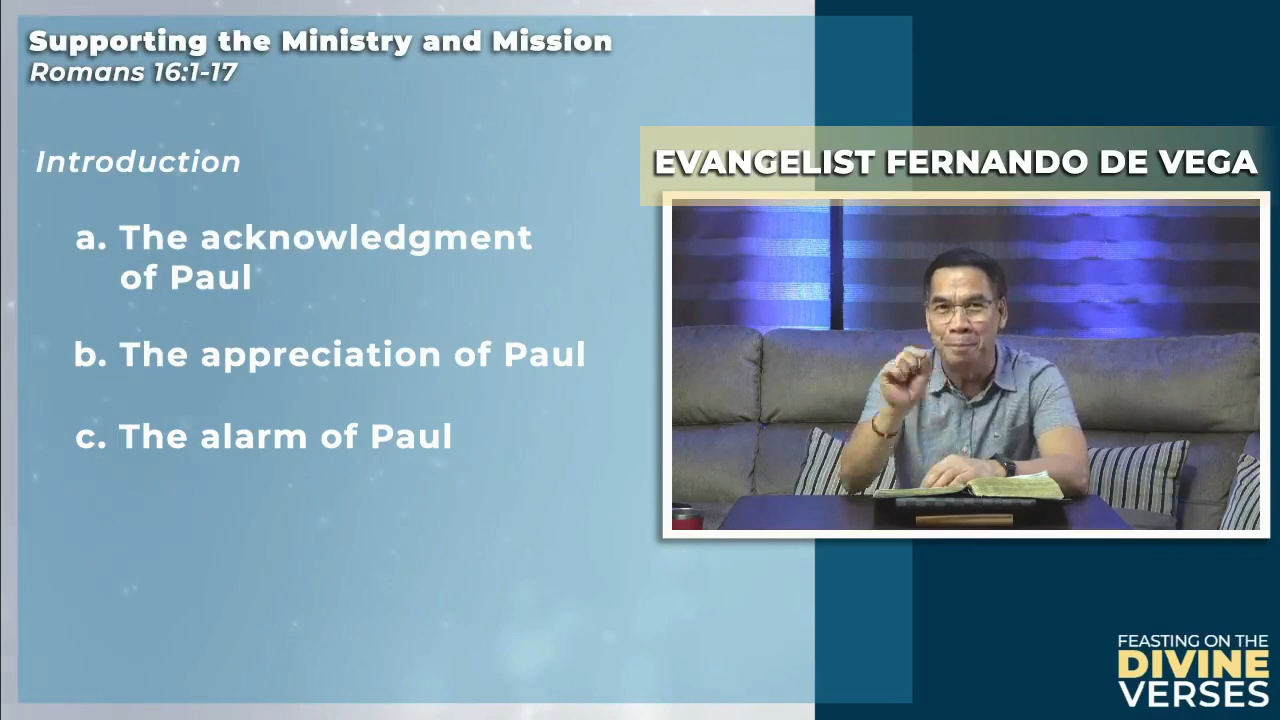 Supporting the Ministry and Mission
Romans 16:1-17
Introduction
a. The acknowledgment
of Paul
b. The appreciation of Paul
c. The alarm of Paul
EVANGELIST FERNANDO DE VEGA
FEASTING ON THE
DIVINE
VERSES